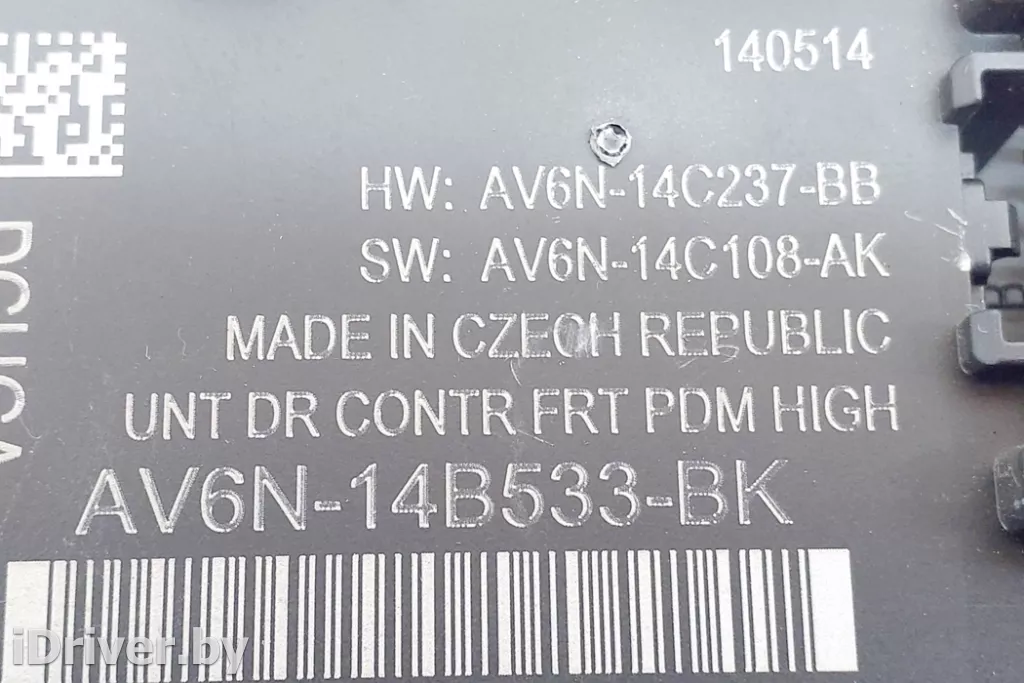 140514
HW: AV6N-14C237-BB
SW: AV6N-14C108-AK
MADE IN CZECH REPUBLIC
UNT DR CONTR FRT PDM HIGH
AV6N-14B533-BK
iDriver.by